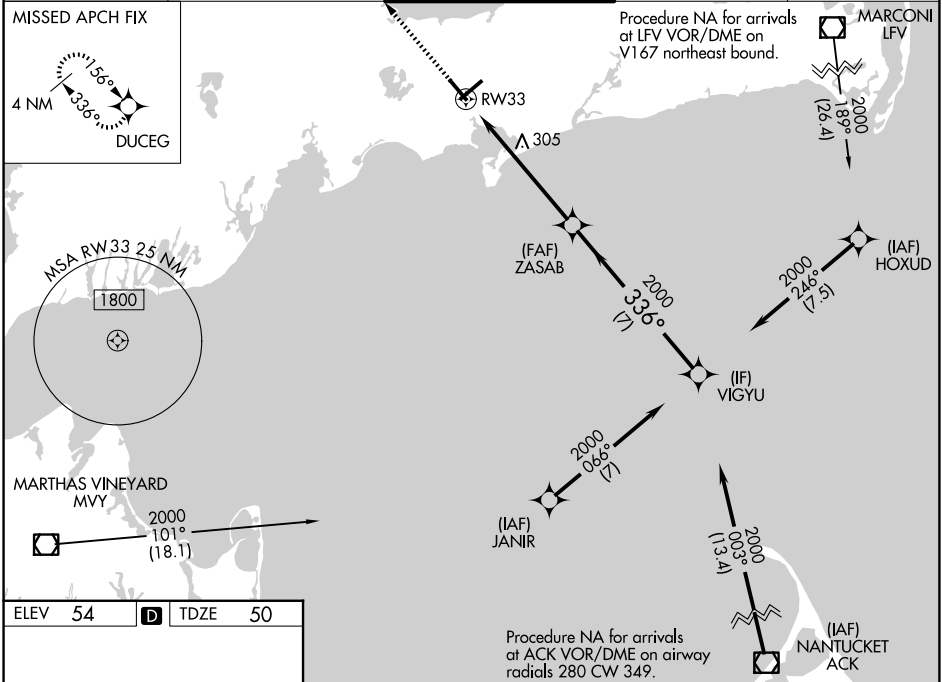 MISSED APCH FIX
156°
336°
4 NM
DUCEG
RW33
305
Procedure NA for arrivals
at LFV VOR/DME on
V167 northeast bound.
MARCONI
LFV
2000
189°
(26.4)
(FAF)
ZASAB
(IAF)
HOXUD
2000
246°
(7.5)
2000
336°
(7)
MSA RW33 25 NM
1800
(IF)
VIGYU
2000
066°
(7)
(IAF)
JANIR
MARTHAS VINEYARD
MVY
2000
101°
(18.1)
2000
003°
(13.4)
ELEV 54 D TDZE 50
Procedure NA for arrivals
at ACK VOR/DME on airway
radials 280 CW 349.
(IAF)
NANTUCKET
ACK